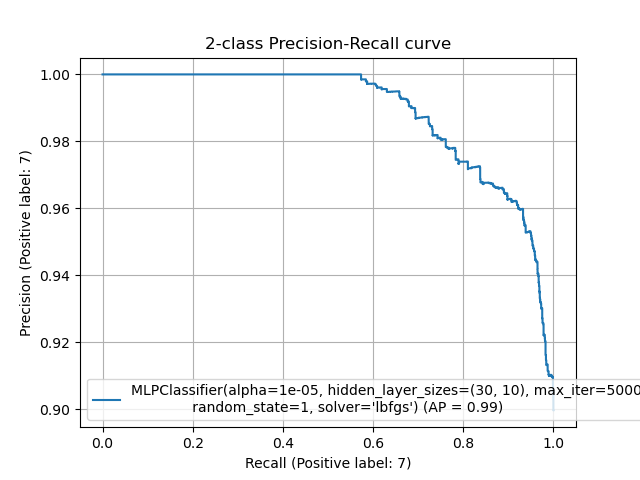 2-class Precision-Recall curve
Precision (Positive label: 7)
1.00
0.98
0.96
0.94
0.92
0.90
MLPClassifier(alpha=1e-05, hidden_layer_sizes=(30, 10), max_iter=5000
random_state=1, solver='lbfgs') (AP = 0.99)
0.0 0.2 0.4 0.6 0.8 1.0
Recall (Positive label: 7)